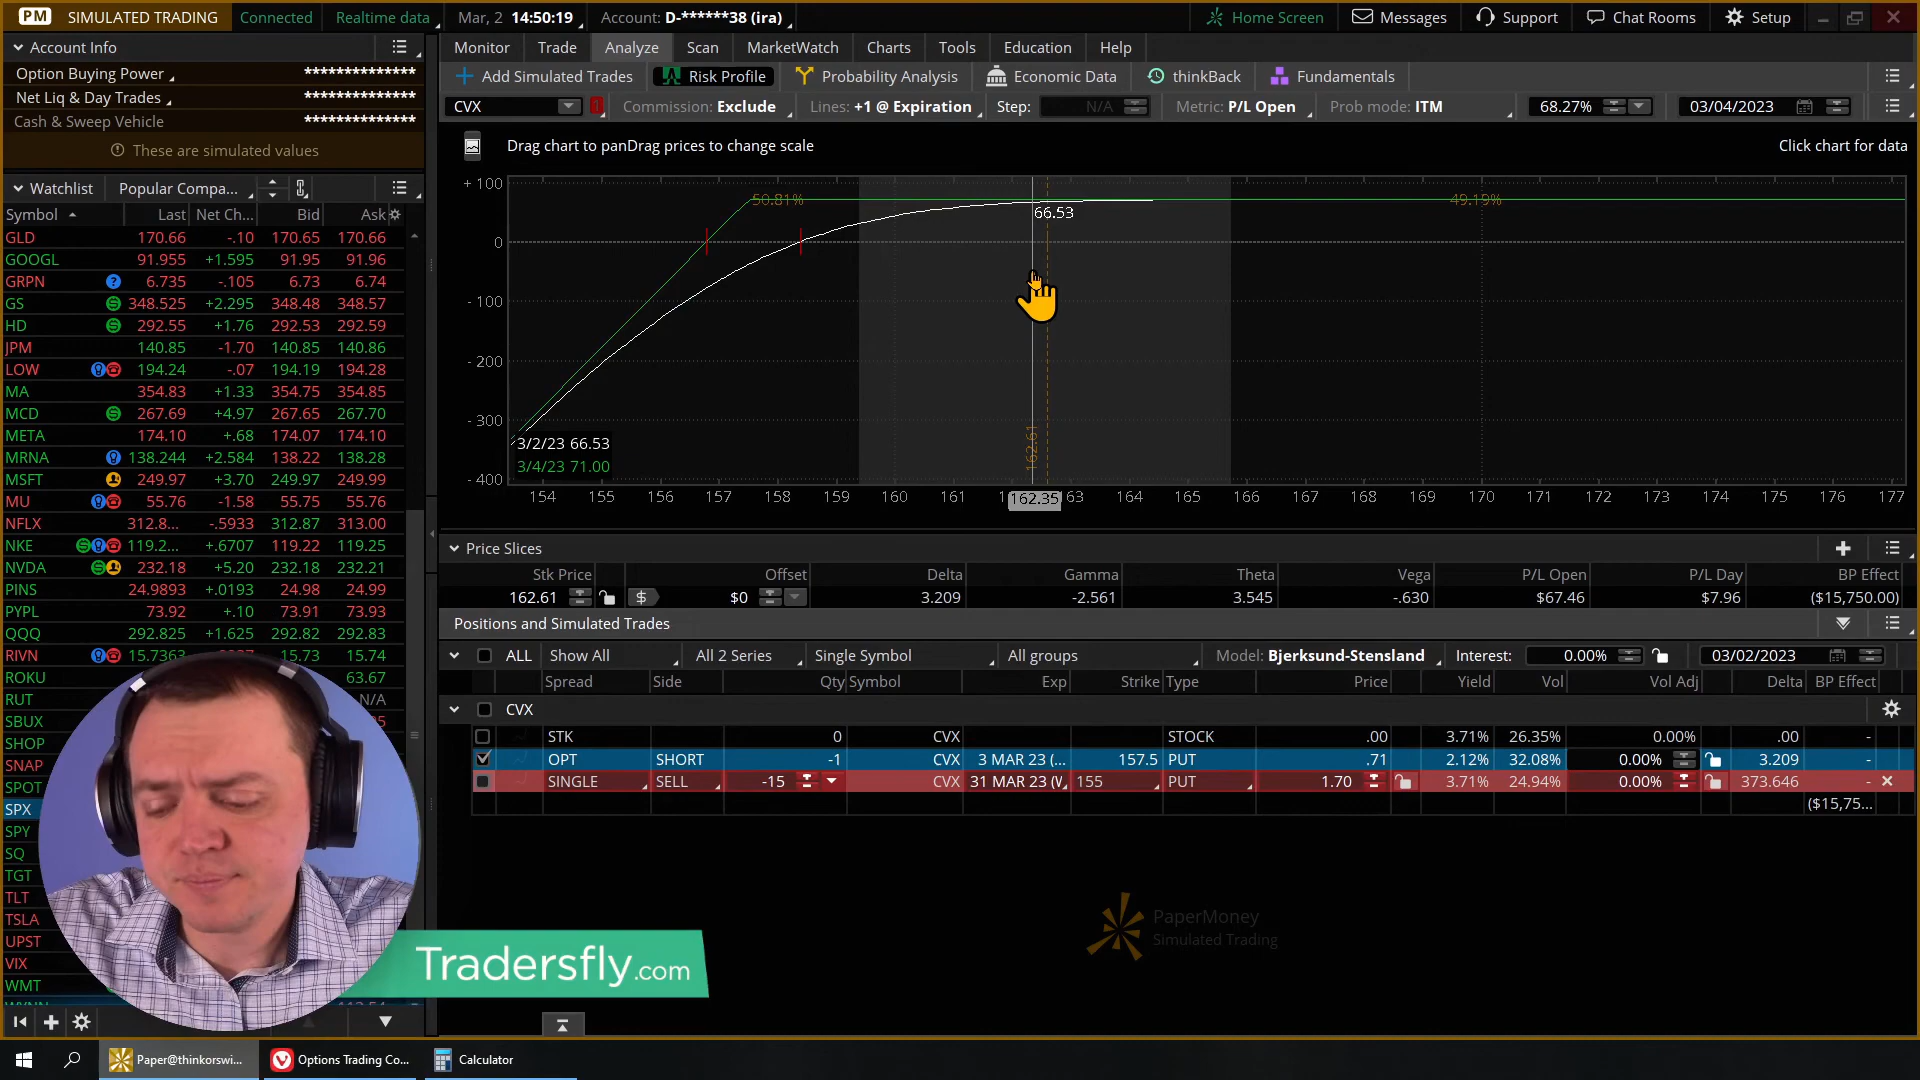 PM SIMULATED TRADING Connected Realtime data Mar, 2 14:50:19 Account: D-******38 (ira) Home Screen Messages Support Chat Rooms Setup
Account Info
Option Buying Power **************
Net Liq & Day Trades **************
Cash & Sweep Vehicle **************
These are simulated values
Watchlist Popular Compa...
Symbol Last Net Ch... Bid Ask
GLD 170.66 -.10 170.65 170.66
GOOGL 91.955 +1.595 91.95 91.96
GRPN 6.735 -.105 6.73 6.74
GS 348.525 +2.295 348.48 348.57
HD 292.55 +1.76 292.53 292.59
JPM 140.85 -1.70 140.85 140.86
LOW 194.24 -.07 194.19 194.28
MA 354.83 +1.33 354.75 354.85
MCD 267.69 +4.97 267.65 267.70
META 174.10 +.68 174.07 174.10
MRNA 138.244 +2.584 138.22 138.28
MSFT 249.97 +3.70 249.97 249.99
MU 55.76 -1.58 55.75 55.76
NFLX 312.8... -.5933 312.87 313.00
NKE 119.2... +.6707 119.22 119.25
NVDA 232.18 +5.20 232.18 232.21
PINS 24.9893 +.0193 24.98 24.99
PYPL 73.92 +.10 73.91 73.93
QQQ 292.825 +1.625 292.82 292.83
RIVN 15.7363 15.73 15.74
ROKU 63.67
RUT N/A
SBUX
SHOP
SNAP
SPOT
SPX
SPY
SQ
TGT
TLT
TSLA
UPST
VIX
WMT
Monitor Trade Analyze Scan MarketWatch Charts Tools Education Help
Add Simulated Trades Risk Profile Probability Analysis Economic Data thinkBack Fundamentals
CVX Commission: Exclude Lines: +1 @ Expiration Step: N/A Metric: P/L Open Prob mode: ITM 68.27% 03/04/2023
Drag chart to panDrag prices to change scale Click chart for data
+ 100
0
- 100
- 200
- 300
- 400
50.81% 49.19%
66.53
162.61
3/2/23 66.53
3/4/23 71.00
154 155 156 157 158 159 160 161 162.35 63 164 165 166 167 168 169 170 171 172 173 174 175 176 177
Price Slices
Stk Price Offset Delta Gamma Theta Vega P/L Open P/L Day BP Effect
162.61 $ $0 3.209 -2.561 3.545 -.630 $67.46 $7.96 ($15,750.00)
Positions and Simulated Trades
ALL Show All All 2 Series Single Symbol All groups Model: Bjerksund-Stensland Interest: 0.00% 03/02/2023
Spread Side Qty Symbol Exp Strike Type Price Yield Vol Vol Adj Delta BP Effect
CVX
STK 0 CVX STOCK .00 3.71% 26.35% 0.00% .00 -
OPT SHORT -1 CVX 3 MAR 23 (... 157.5 PUT .71 2.12% 32.08% 0.00% 3.209 -
SINGLE SELL -15 CVX 31 MAR 23 (W 155 PUT 1.70 3.71% 24.94% 0.00% 373.646 -
($15,75...
PaperMoney
Simulated Trading
Tradersfly.com
Paper@thinkorswi... Options Trading Co... Calculator